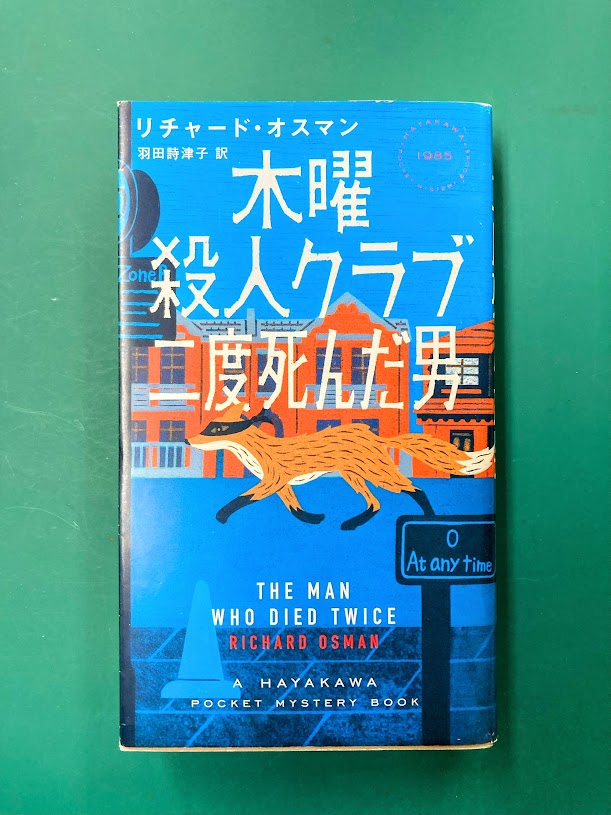 リチャード・オスマン
羽田詩津子 訳
1985
木曜
殺人クラブ
二度死んだ男
Zone
0
At any time
THE MAN
WHO DIED TWICE
RICHARD OSMAN
A HAYAKAWA
POCKET MYSTERY BOOK